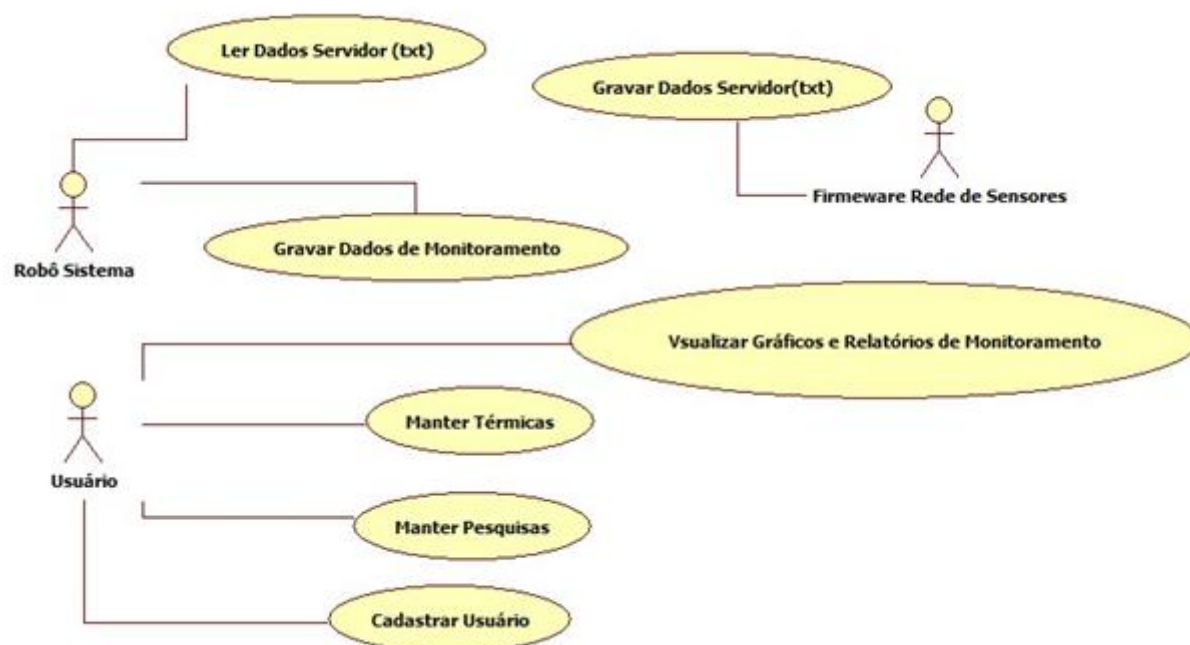 Ler Dados Servidor (txt)
Gravar Dados Servidor(txt)
Firmeware Rede de Sensores
Gravar Dados de Monitoramento
Robô Sistema
Vsualizar Gráficos e Relatórios de Monitoramento
Manter Térmicas
Usuário
Manter Pesquisas
Cadastrar Usuário